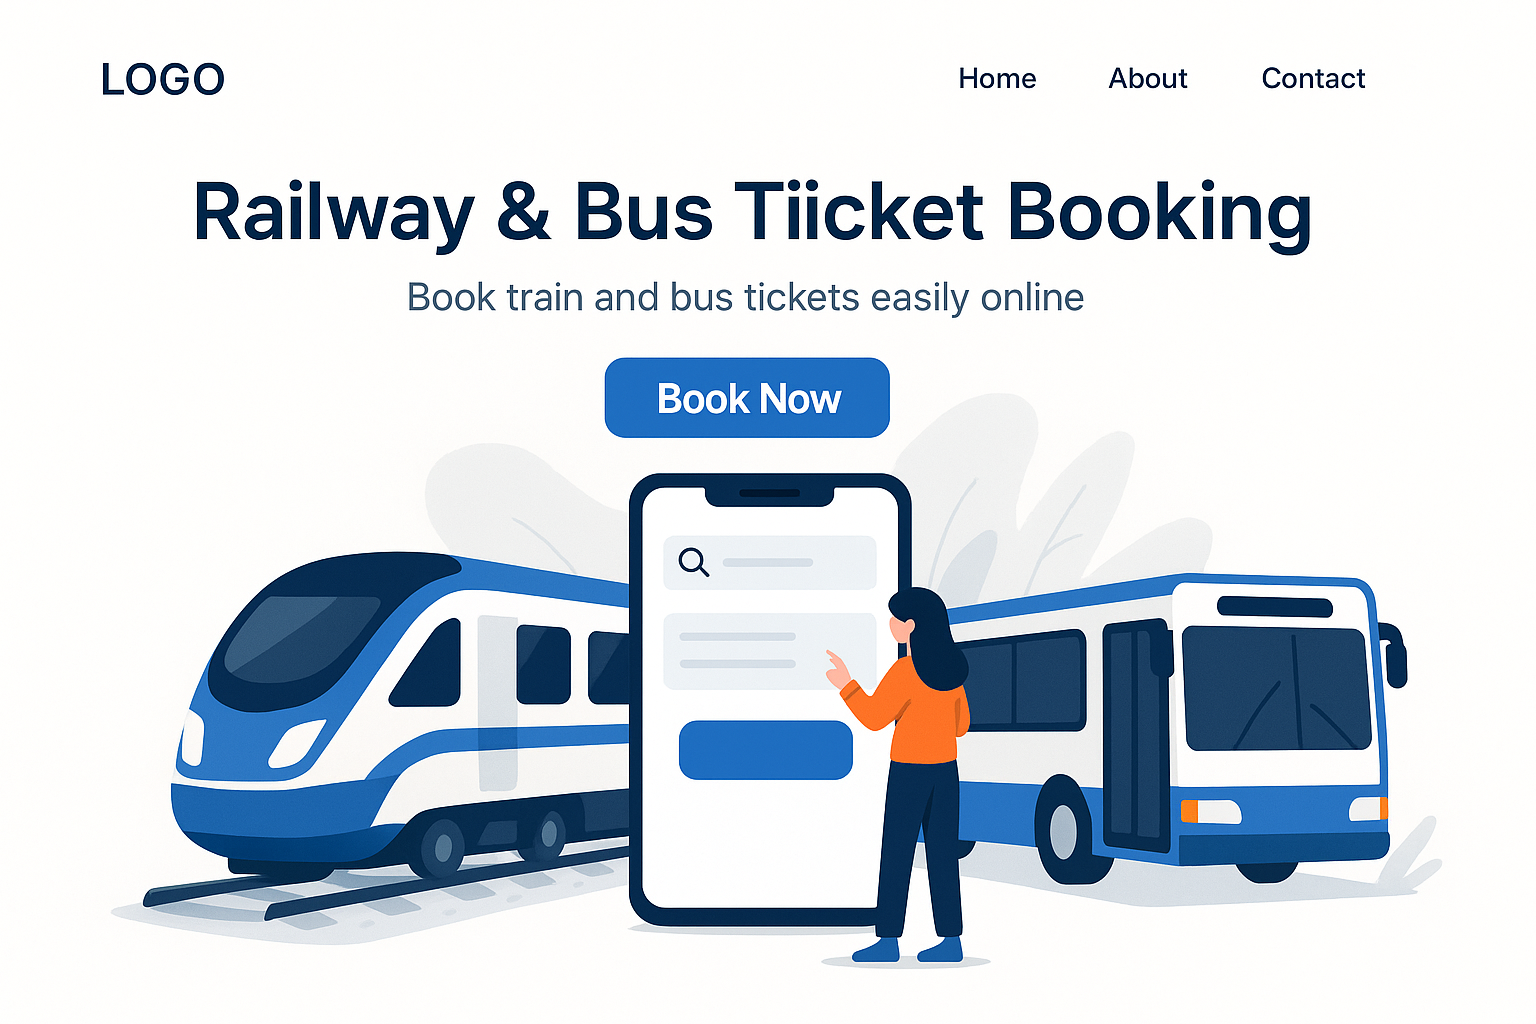 LOGO
Home About Contact
Railway & Bus Tiicket Booking
Book train and bus tickets easily online
Book Now